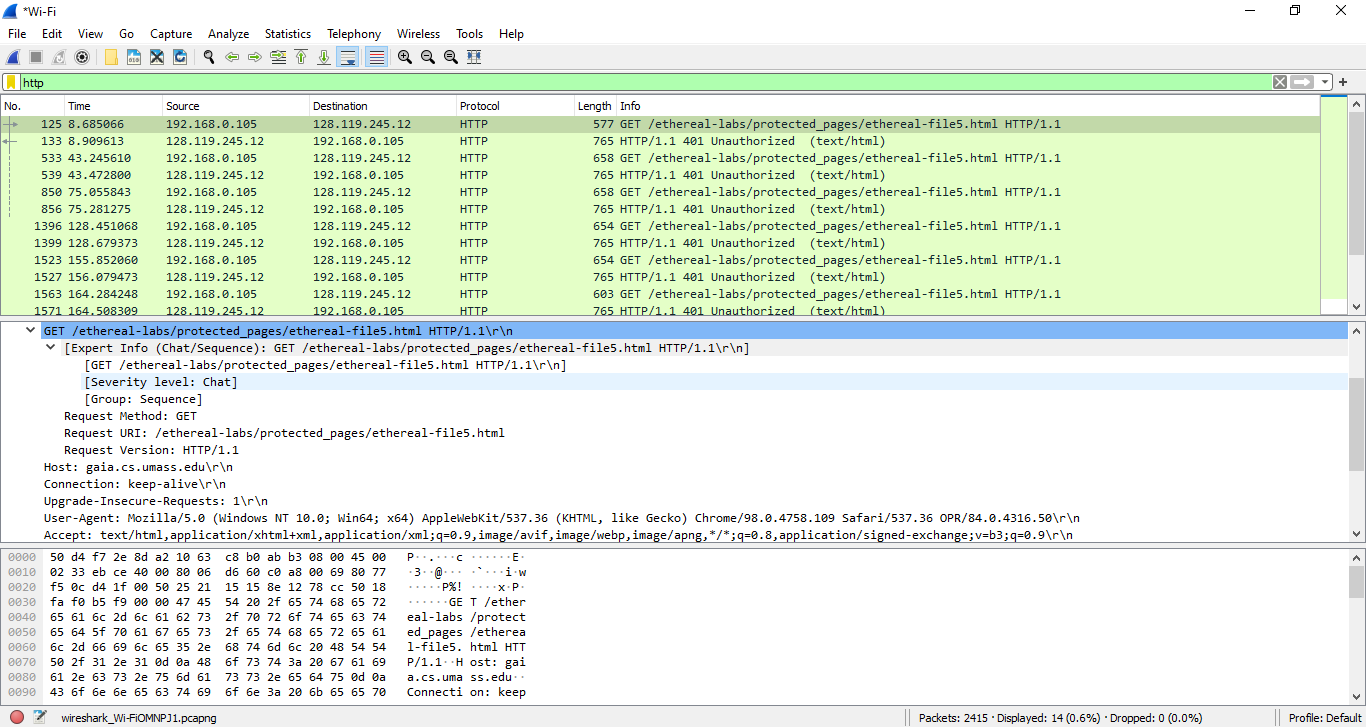 *Wi-Fi
File Edit View Go Capture Analyze Statistics Telephony Wireless Tools Help
http
No. Time Source Destination Protocol Length Info
125 8.685066 192.168.0.105 128.119.245.12 HTTP 577 GET /ethereal-labs/protected_pages/ethereal-file5.html HTTP/1.1
133 8.909613 128.119.245.12 192.168.0.105 HTTP 765 HTTP/1.1 401 Unauthorized (text/html)
533 43.245610 192.168.0.105 128.119.245.12 HTTP 658 GET /ethereal-labs/protected_pages/ethereal-file5.html HTTP/1.1
539 43.472800 128.119.245.12 192.168.0.105 HTTP 765 HTTP/1.1 401 Unauthorized (text/html)
850 75.055843 192.168.0.105 128.119.245.12 HTTP 658 GET /ethereal-labs/protected_pages/ethereal-file5.html HTTP/1.1
856 75.281275 128.119.245.12 192.168.0.105 HTTP 765 HTTP/1.1 401 Unauthorized (text/html)
1396 128.451068 192.168.0.105 128.119.245.12 HTTP 654 GET /ethereal-labs/protected_pages/ethereal-file5.html HTTP/1.1
1399 128.679373 128.119.245.12 192.168.0.105 HTTP 765 HTTP/1.1 401 Unauthorized (text/html)
1523 155.852060 192.168.0.105 128.119.245.12 HTTP 654 GET /ethereal-labs/protected_pages/ethereal-file5.html HTTP/1.1
1527 156.079473 128.119.245.12 192.168.0.105 HTTP 765 HTTP/1.1 401 Unauthorized (text/html)
1563 164.284248 192.168.0.105 128.119.245.12 HTTP 603 GET /ethereal-labs/protected_pages/ethereal-file5.html HTTP/1.1
1571 164.508309 128.119.245.12 192.168.0.105 HTTP 765 HTTP/1.1 401 Unauthorized (text/html)
GET /ethereal-labs/protected_pages/ethereal-file5.html HTTP/1.1\r\n
[Expert Info (Chat/Sequence): GET /ethereal-labs/protected_pages/ethereal-file5.html HTTP/1.1\r\n]
[GET /ethereal-labs/protected_pages/ethereal-file5.html HTTP/1.1\r\n]
[Severity level: Chat]
[Group: Sequence]
Request Method: GET
Request URI: /ethereal-labs/protected_pages/ethereal-file5.html
Request Version: HTTP/1.1
Host: gaia.cs.umass.edu\r\n
Connection: keep-alive\r\n
Upgrade-Insecure-Requests: 1\r\n
User-Agent: Mozilla/5.0 (Windows NT 10.0; Win64; x64) AppleWebKit/537.36 (KHTML, like Gecko) Chrome/98.0.4758.109 Safari/537.36 OPR/84.0.4316.50\r\n
Accept: text/html,application/xhtml+xml,application/xml;q=0.9,image/avif,image/webp,image/apng,*/*;q=0.8,application/signed-exchange;v=b3;q=0.9\r\n
0000 50 d4 f7 2e 8d a2 10 63 c8 b0 ab b3 08 00 45 00 P··.···c ······E·
0010 02 33 eb ce 40 00 80 06 d6 60 c0 a8 00 69 80 77 ·3··@··· ·`···i·w
0020 f5 0c d4 1f 00 50 25 21 15 15 8e 12 78 cc 50 18 ·····P%! ····x·P·
0030 fa f0 b5 f9 00 00 47 45 54 20 2f 65 74 68 65 72 ······GE T /ether
0040 65 61 6c 2d 6c 61 62 73 2f 70 72 6f 74 65 63 74 eal-labs /protect
0050 65 64 5f 70 61 67 65 73 2f 65 74 68 65 72 65 61 ed_pages /etherea
0060 6c 2d 66 69 6c 65 35 2e 68 74 6d 6c 20 48 54 54 l-file5. html HTT
0070 50 2f 31 2e 31 0d 0a 48 6f 73 74 3a 20 67 61 69 P/1.1··H ost: gai
0080 61 2e 63 73 2e 75 6d 61 73 73 2e 65 64 75 0d 0a a.cs.uma ss.edu··
0090 43 6f 6e 6e 65 63 74 69 6f 6e 3a 20 6b 65 65 70 Connecti on: keep
wireshark_Wi-FiOMNPJ1.pcapng Packets: 2415 · Displayed: 14 (0.6%) · Dropped: 0 (0.0%) Profile: Default